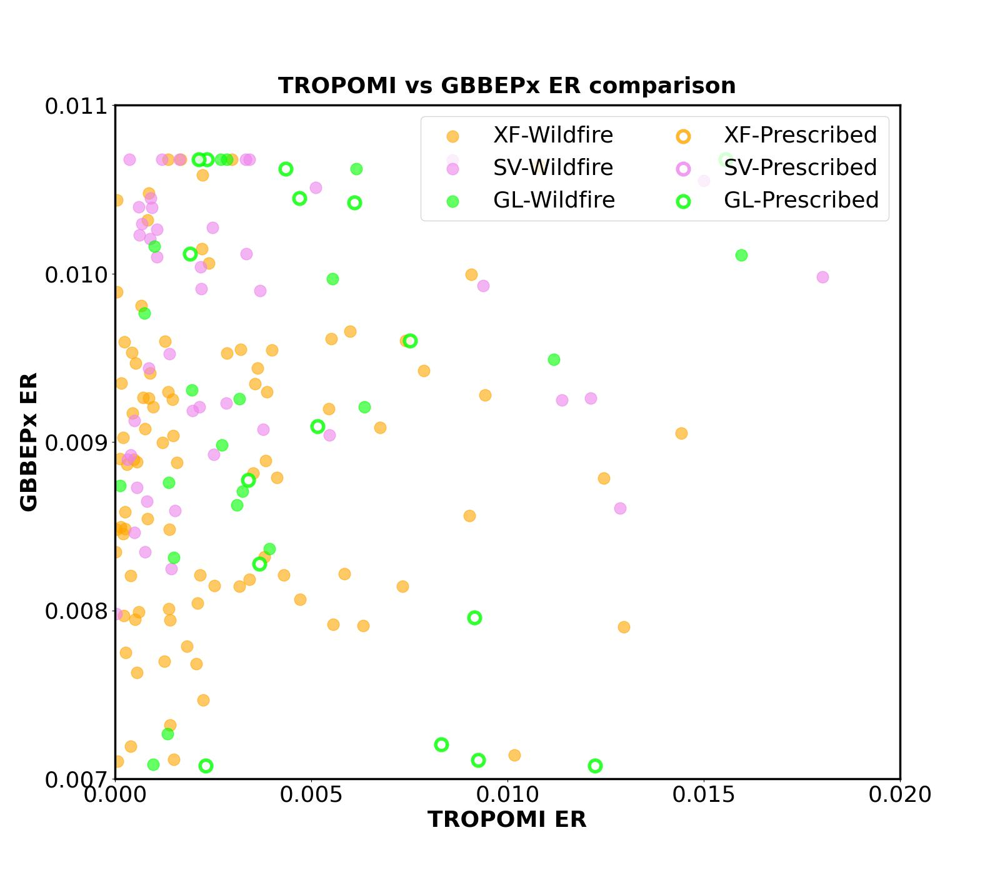 TROPOMI vs GBBEPx ER comparison
0.011
0.010
0.009
0.008
0.007
GBBEPx ER
XF-Wildfire
SV-Wildfire
GL-Wildfire
XF-Prescribed
SV-Prescribed
GL-Prescribed
0.000 0.005 0.010 0.015 0.020
TROPOMI ER